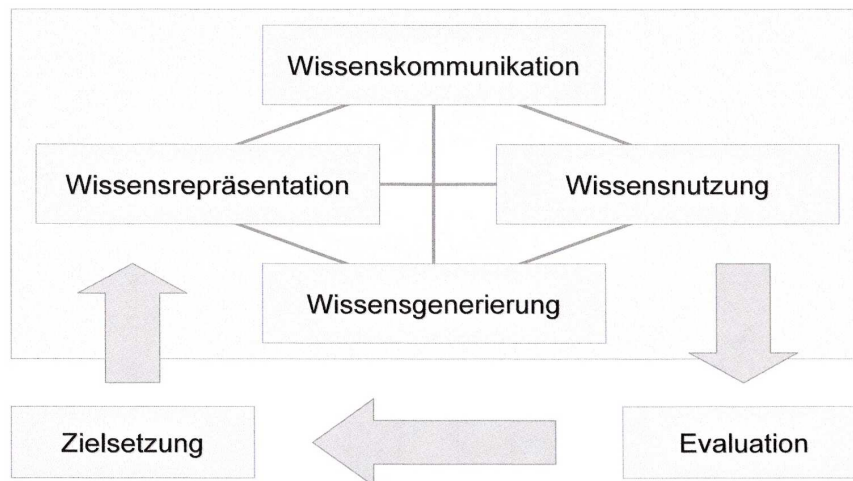 Wissenskommunikation
Wissensrepräsentation
Wissensnutzung
Wissensgenerierung
Zielsetzung
Evaluation